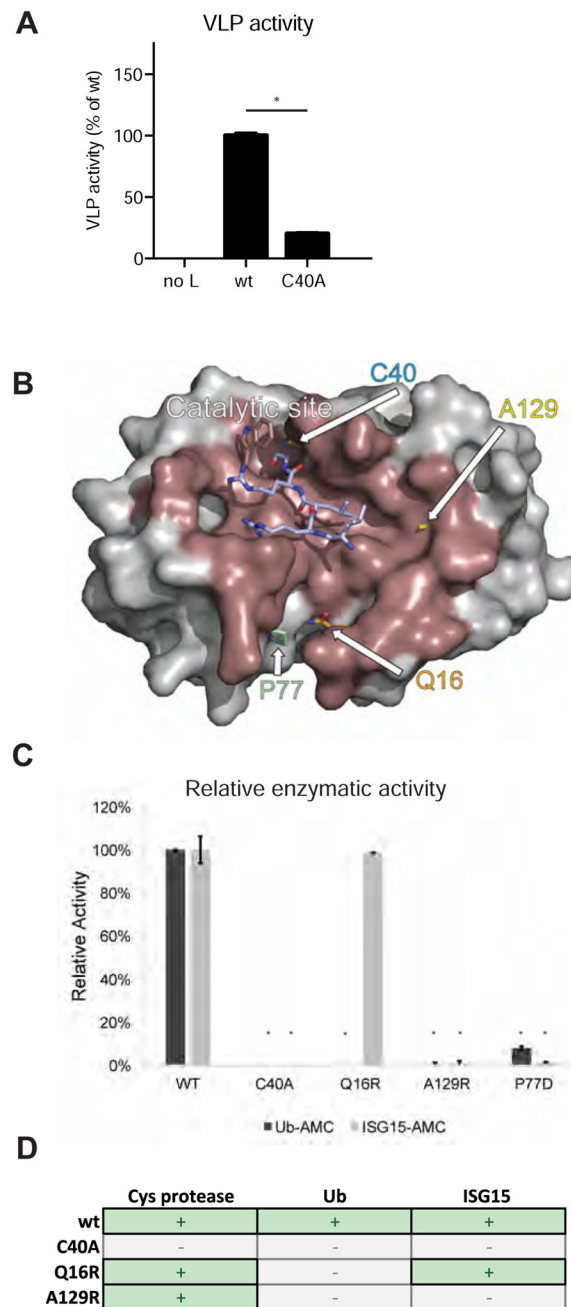 A
VLP activity
VLP activity (% of wt)
150
100
50
0
*
no L wt C40A
B
C40
Catalytic site
A129
P77
Q16
C
Relative enzymatic activity
Relative Activity
120%
100%
80%
60%
40%
20%
0%
* * * * * * *
WT C40A Q16R A129R P77D
Ub-AMC ISG15-AMC
D
Cys protease Ub ISG15
wt + + +
C40A - - -
Q16R + - +
A129R + - -